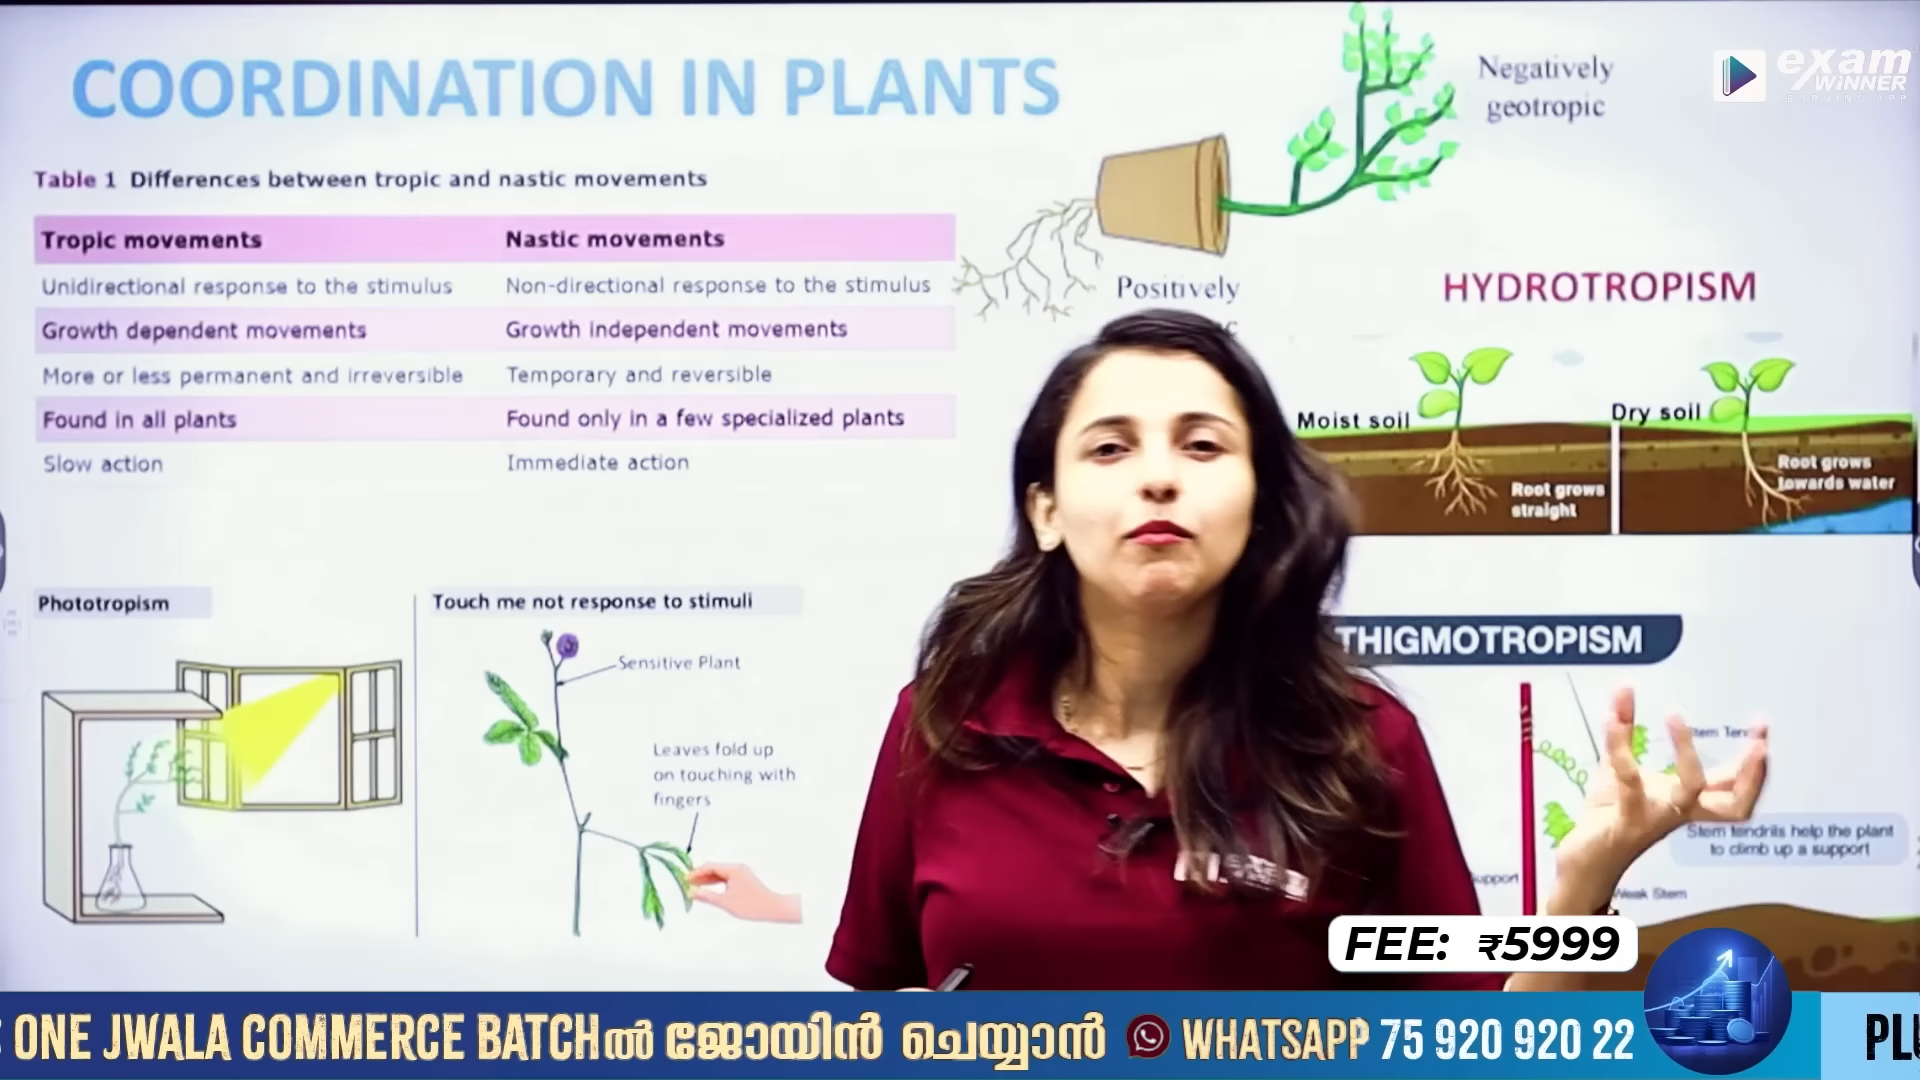 COORDINATION IN PLANTS
Negatively
geotropic
exam
WINNER
Table 1 Differences between tropic and nastic movements
Tropic movements
Nastic movements
Unidirectional response to the stimulus
Non-directional response to the stimulus
Growth dependent movements
Growth independent movements
More or less permanent and irreversible
Temporary and reversible
Found in all plants
Found only in a few specialized plants
Slow action
Immediate action
Positively
HYDROTROPISM
Moist soil
Dry soil
Root grows
straight
Root grows
towards water
Phototropism
Touch me not response to stimuli
Sensitive Plant
Leaves fold up
on touching with
fingers
THIGMOTROPISM
Stem tendrils help the plant
to climb up a support
Weak Stem
FEE: ₹5999
ONE JWALA COMMERCE BATCHൽ ജോയിൻ ചെയ്യാൻ WHATSAPP 75 920 920 22